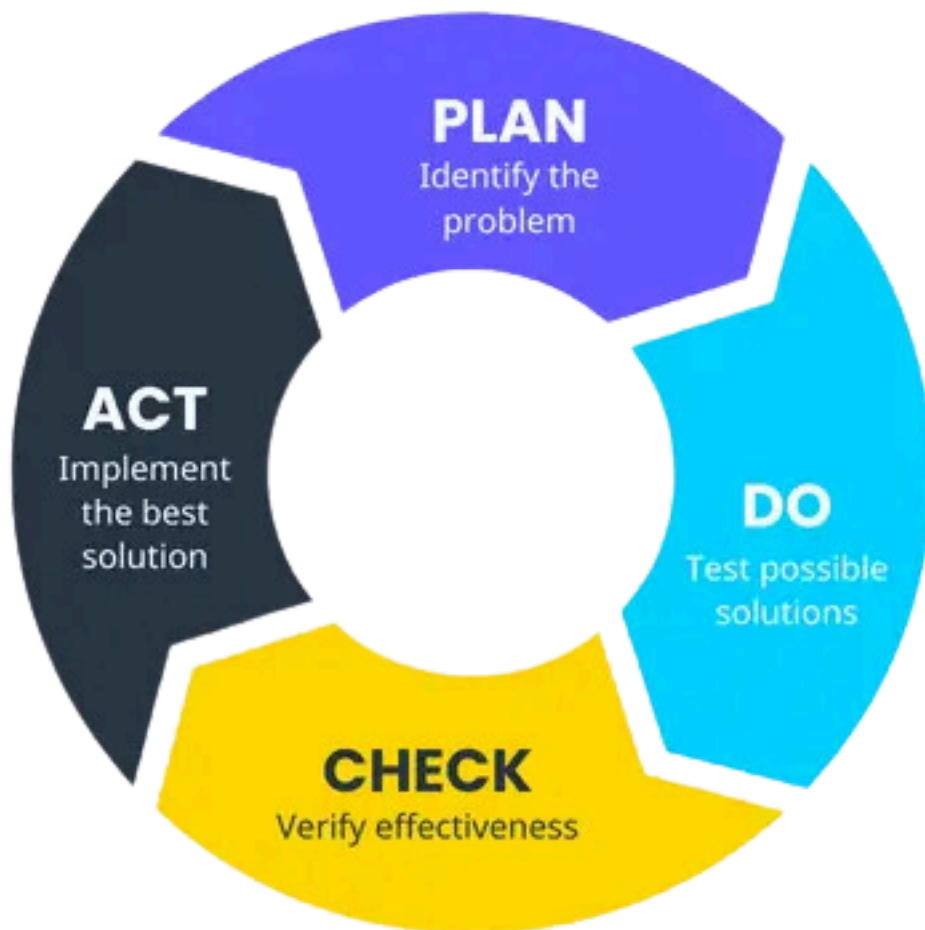 PLAN
Identify the
problem
DO
Test possible
solutions
CHECK
Verify effectiveness
ACT
Implement
the best
solution